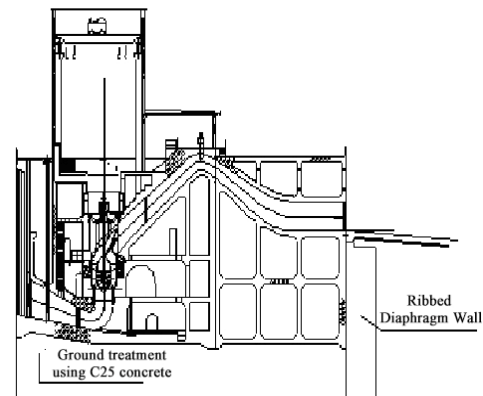 Ribbed
Diaphragm Wall
Ground treatment
using C25 concrete